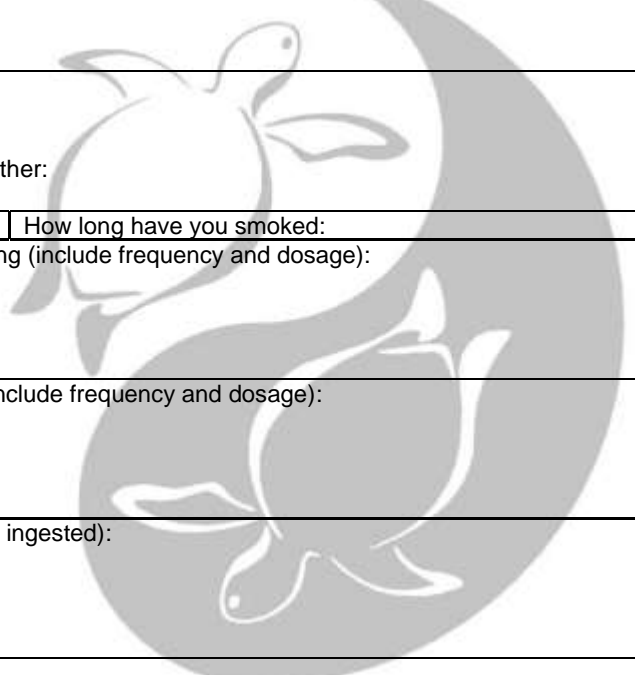 ther:
How long have you smoked:
ng (include frequency and dosage):
nclude frequency and dosage):
ingested):